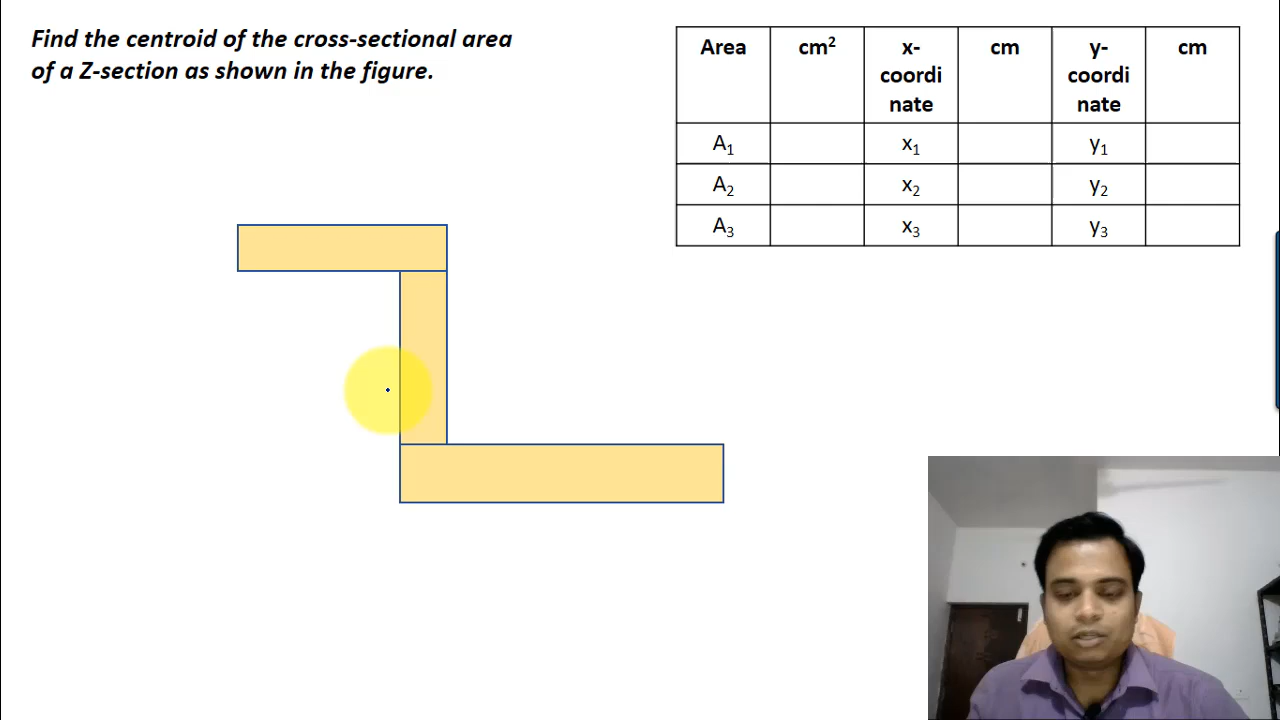 Find the centroid of the cross-sectional area
of a Z-section as shown in the figure.
Area cm² x- cm y- cm
coordi coordi
nate nate
A₁ x₁ y₁
A₂ x₂ y₂
A₃ x₃ y₃